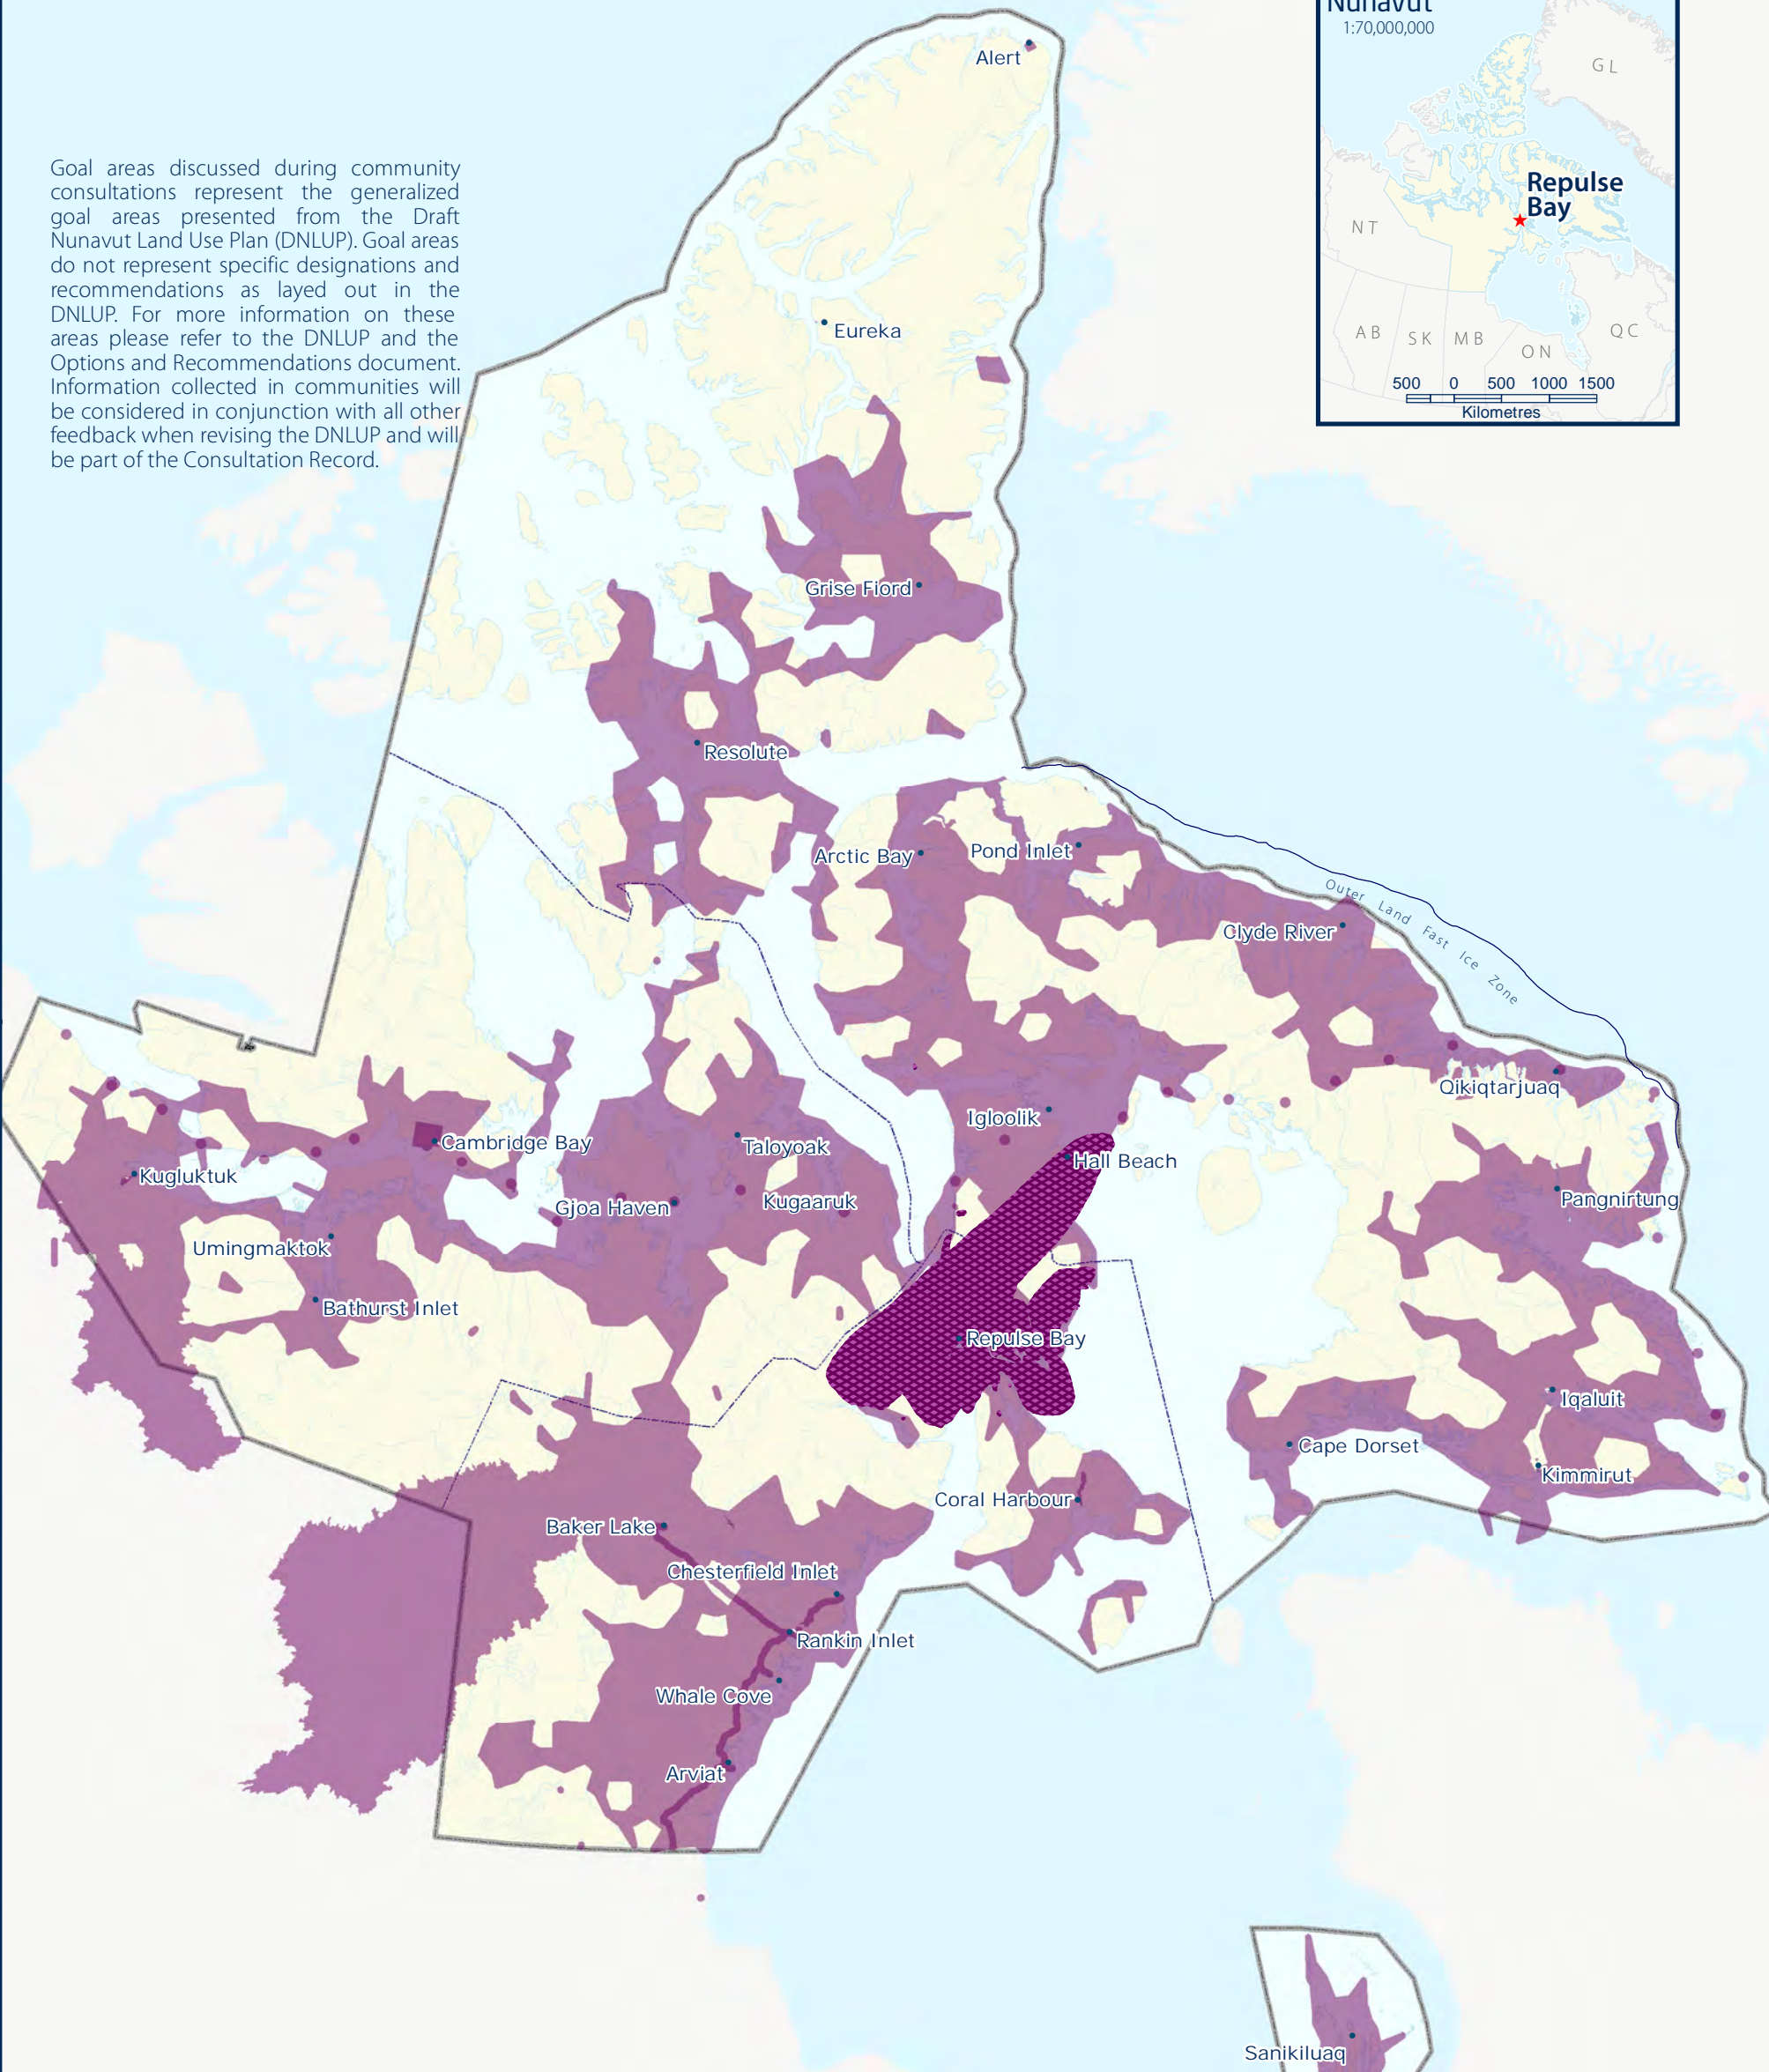 Nunavut
1:70,000,000
GL
Repulse
Bay
NT
AB
SK
MB
ON
QC
500 0 500 1000 1500
Kilometres
Goal areas discussed during community
consultations represent the generalized
goal areas presented from the Draft
Nunavut Land Use Plan (DNLUP). Goal areas
do not represent specific designations and
recommendations as layed out in the
DNLUP. For more information on these
areas please refer to the DNLUP and the
Options and Recommendations document.
Information collected in communities will
be considered in conjunction with all other
feedback when revising the DNLUP and will
be part of the Consultation Record.
Alert
Eureka
Grise Fiord
Resolute
Arctic Bay
Pond Inlet
Outer Land Fast Ice Zone
Clyde River
Qikiqtarjuaq
Igloolik
Cambridge Bay
Taloyoak
Hall Beach
Kugluktuk
Gjoa Haven
Kugaaruk
Pangnirtung
Umingmaktok
Bathurst Inlet
Repulse Bay
Iqaluit
Cape Dorset
Kimmirut
Coral Harbour
Baker Lake
Chesterfield Inlet
Rankin Inlet
Whale Cove
Arviat
Sanikiluaq